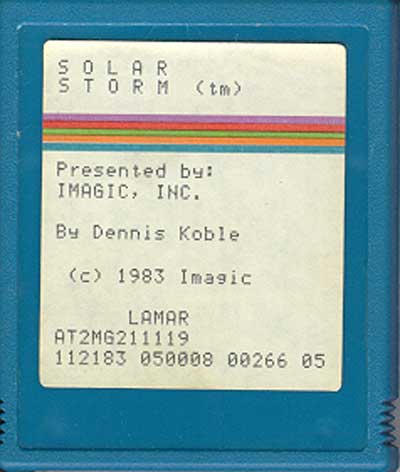 S O L A R
S T O R M (tm)
Presented by:
IMAGIC, INC.
By Dennis Koble
(c) 1983 Imagic
LAMAR
AT2MG211119
112183 050008 00266 05